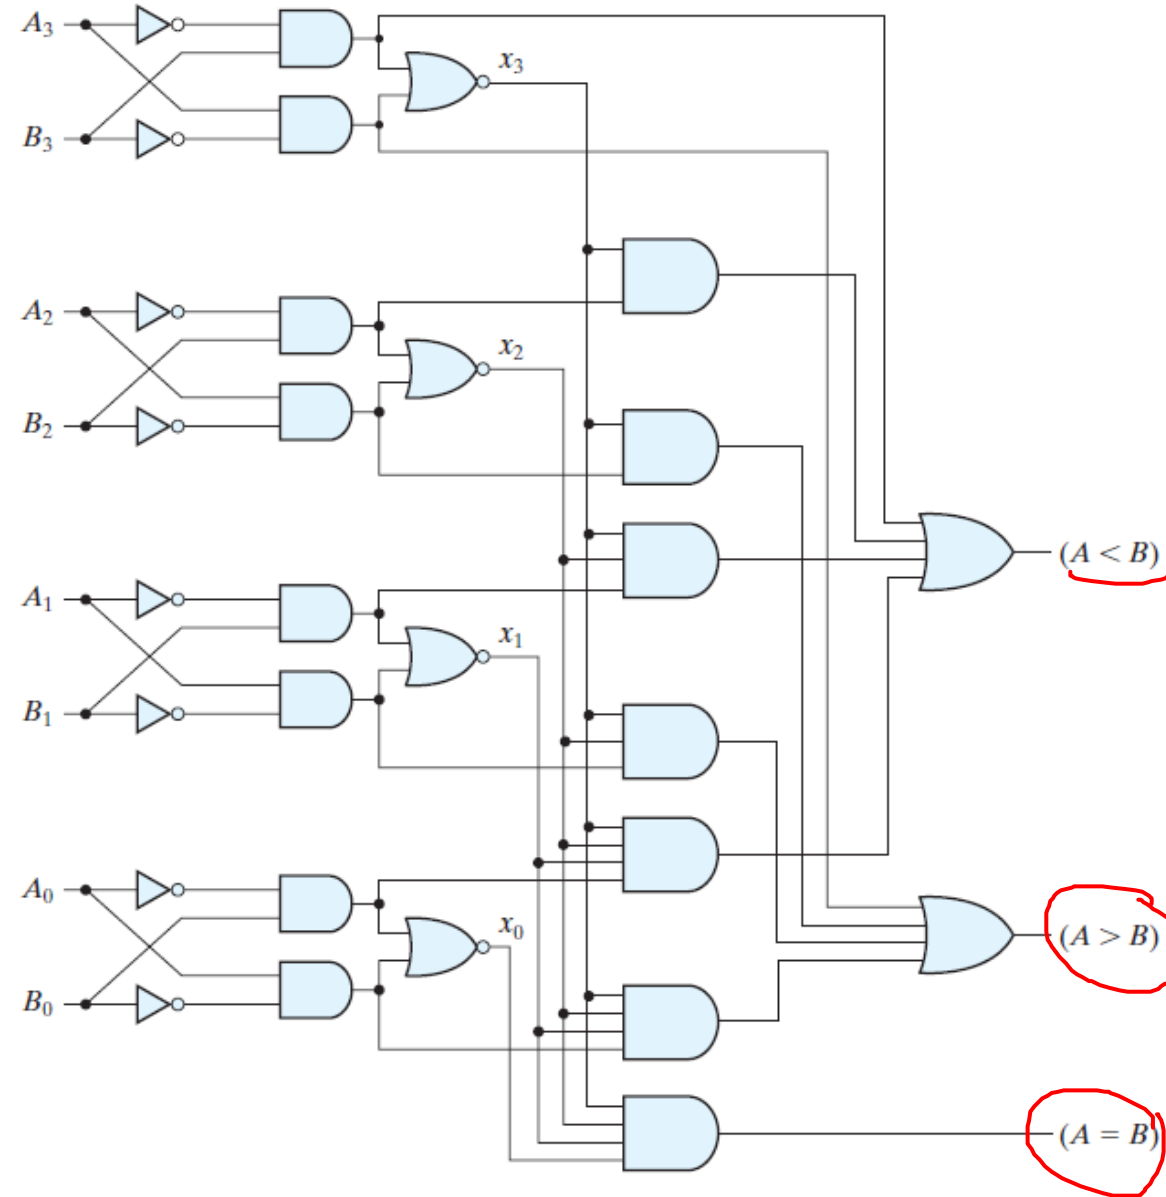 A₃
x₃
B₃
A₂
x₂
B₂
(A < B)
A₁
x₁
B₁
A₀
x₀
(A > B)
B₀
(A = B)